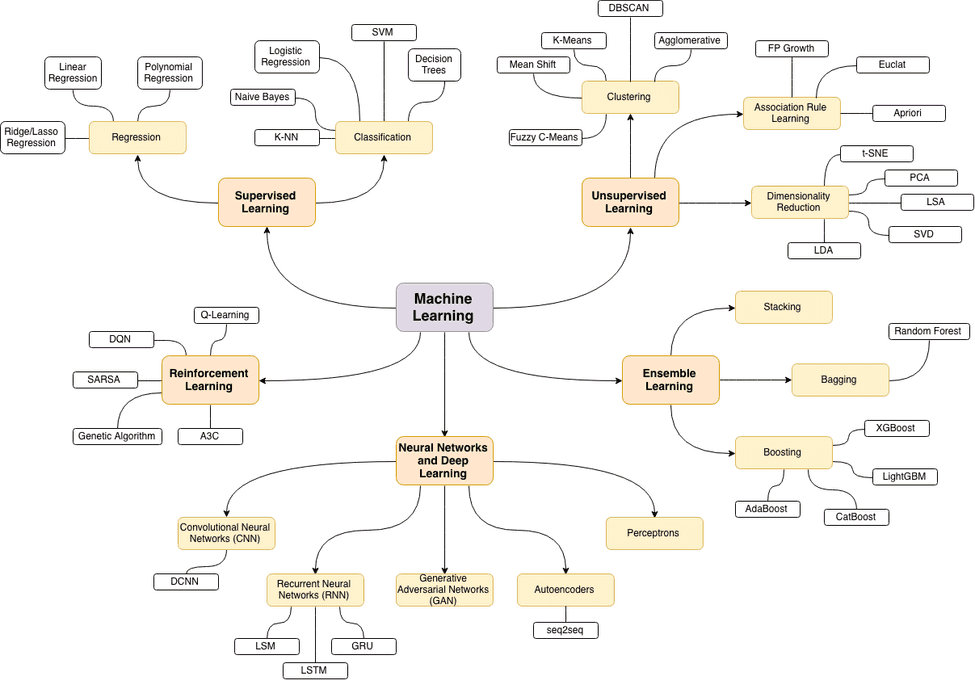 DBSCAN
SVM
K-Means
Agglomerative
Logistic
Regression
FP Growth
Linear
Regression
Polynomial
Regression
Decision
Trees
Mean Shift
Euclat
Naive Bayes
Clustering
Association Rule
Learning
Apriori
Ridge/Lasso
Regression
Regression
K-NN
Classification
Fuzzy C-Means
t-SNE
PCA
Supervised
Learning
Unsupervised
Learning
Dimensionality
Reduction
LSA
SVD
LDA
Machine
Learning
Stacking
Q-Learning
DQN
Random Forest
Reinforcement
Learning
Ensemble
Learning
Bagging
SARSA
Genetic Algorithm
A3C
XGBoost
Neural Networks
and Deep
Learning
Boosting
LightGBM
AdaBoost
CatBoost
Convolutional Neural
Networks (CNN)
Perceptrons
DCNN
Recurrent Neural
Networks (RNN)
Generative
Adversarial Networks
(GAN)
Autoencoders
seq2seq
LSM
GRU
LSTM